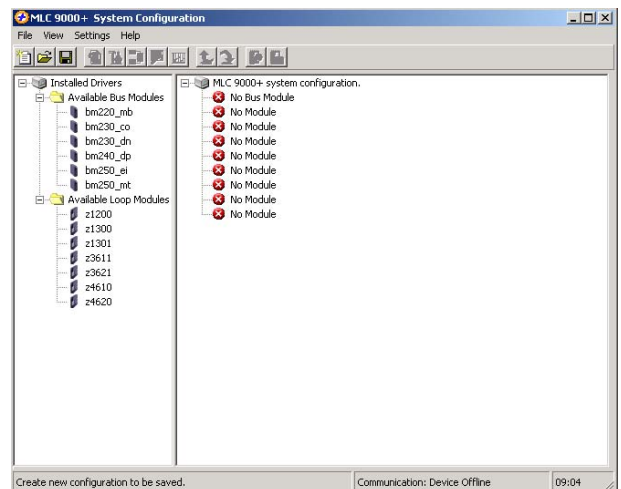 MLC 9000+ System Configuration
File View Settings Help
Installed Drivers
Available Bus Modules
bm220_mb
bm230_co
bm230_dn
bm240_dp
bm250_ei
bm250_mt
Available Loop Modules
z1200
z1300
z1301
z3611
z3621
z4610
z4620
MLC 9000+ system configuration.
No Bus Module
No Module
No Module
No Module
No Module
No Module
No Module
No Module
No Module
Create new configuration to be saved.
Communication: Device Offline
09:04